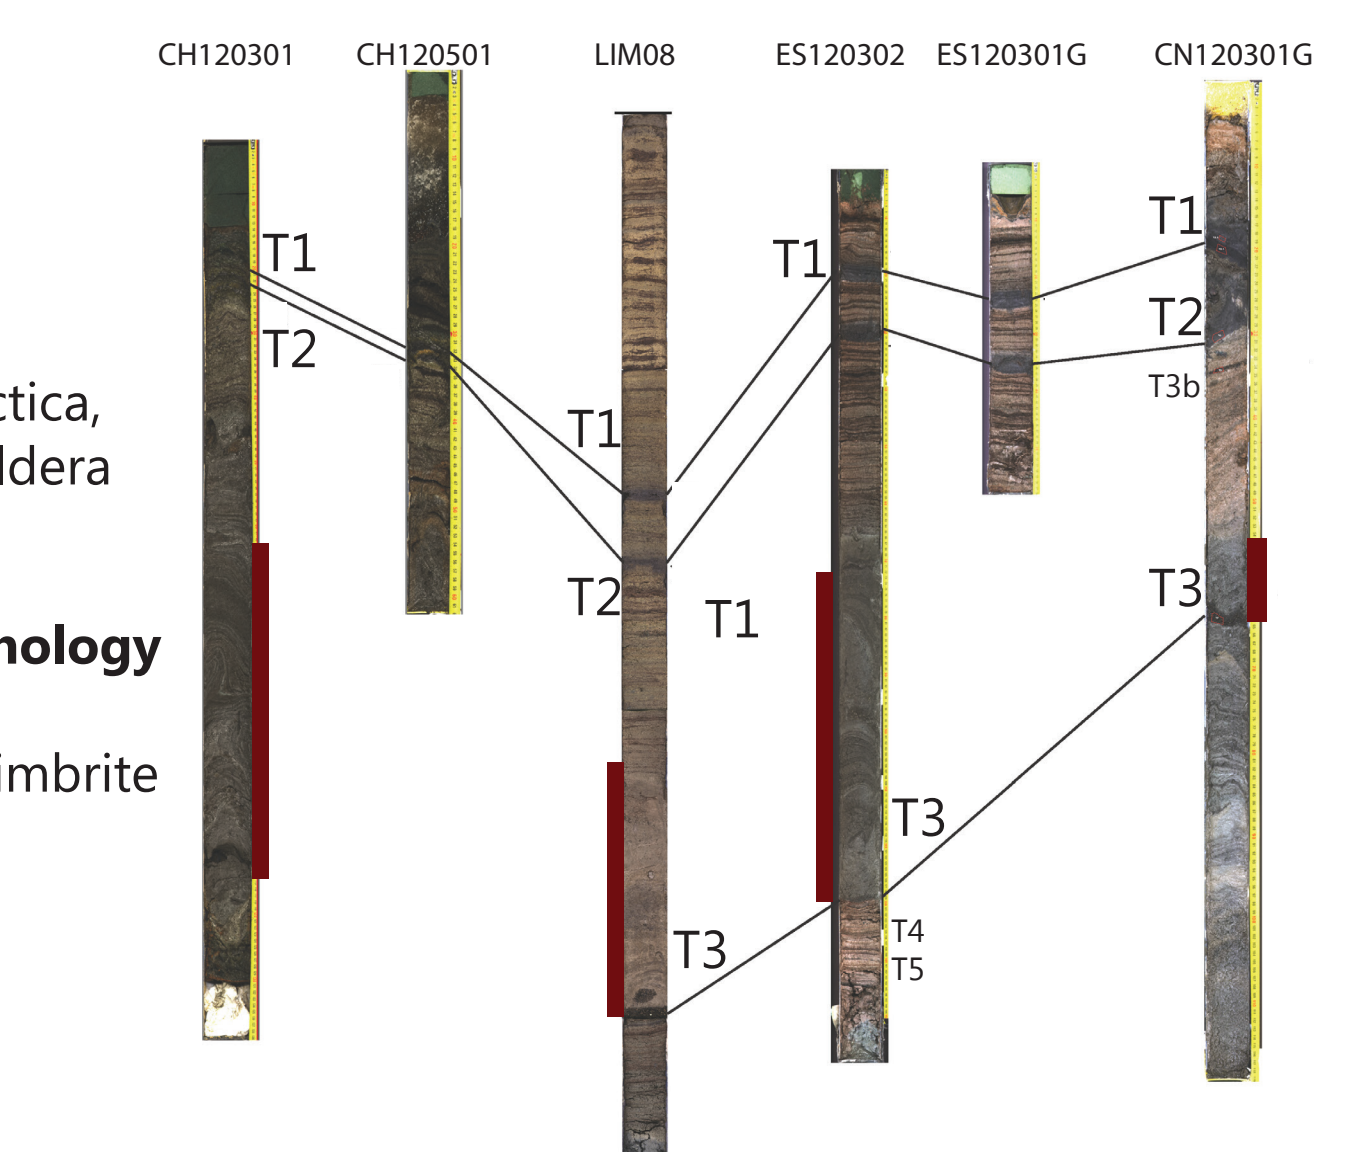 CH120301 CH120501 LIM08 ES120302 ES120301G CN120301G
T1
T1
T1
T2
T2
T3b
ctica,
T1
ldera
T3
T2
T1
nology
imbrite
T3
T3
T4
T5